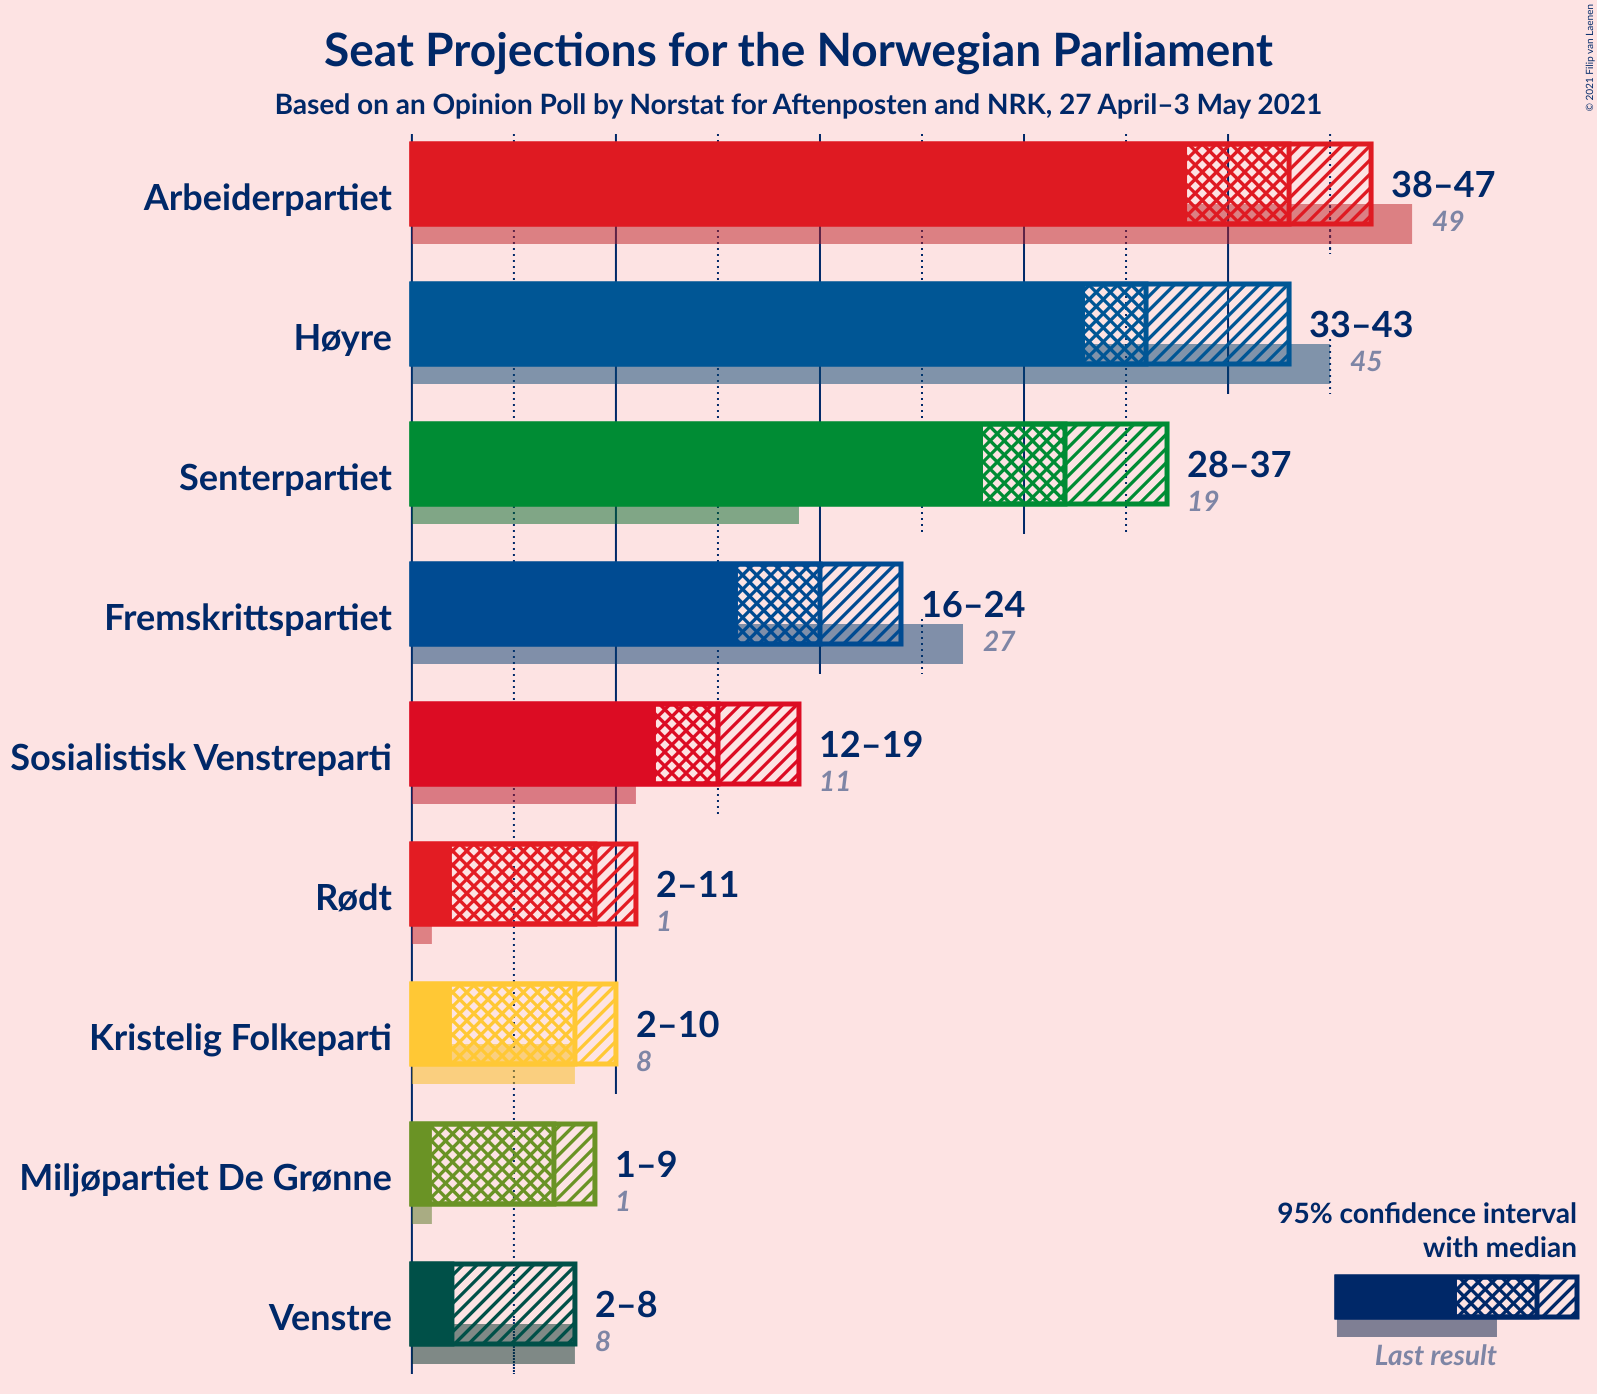 Seat Projections for the Norwegian Parliament
Based on an Opinion Poll by Norstat for Aftenposten and NRK, 27 April–3 May 2021
© 2021 Filip van Laenen
Arbeiderpartiet
38–47
49
Høyre
33–43
45
Senterpartiet
28–37
19
Fremskrittspartiet
16–24
27
Sosialistisk Venstreparti
12–19
11
Rødt
2–11
1
Kristelig Folkeparti
2–10
8
Miljøpartiet De Grønne
1–9
1
Venstre
2–8
8
95% confidence interval
with median
Last result